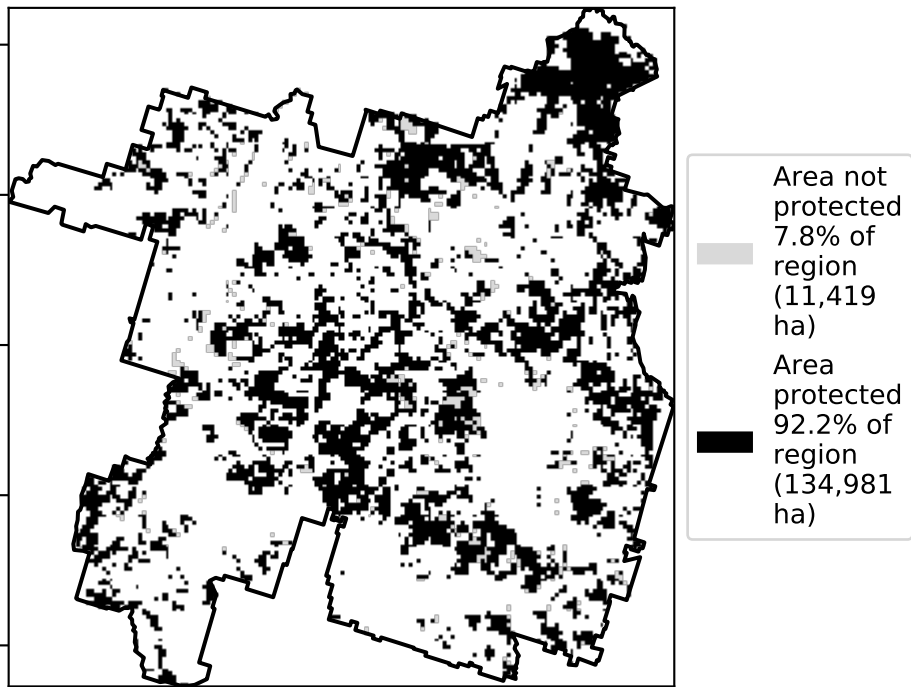 Area not
protected
7.8% of
region
(11,419
ha)
Area
protected
92.2% of
region
(134,981
ha)